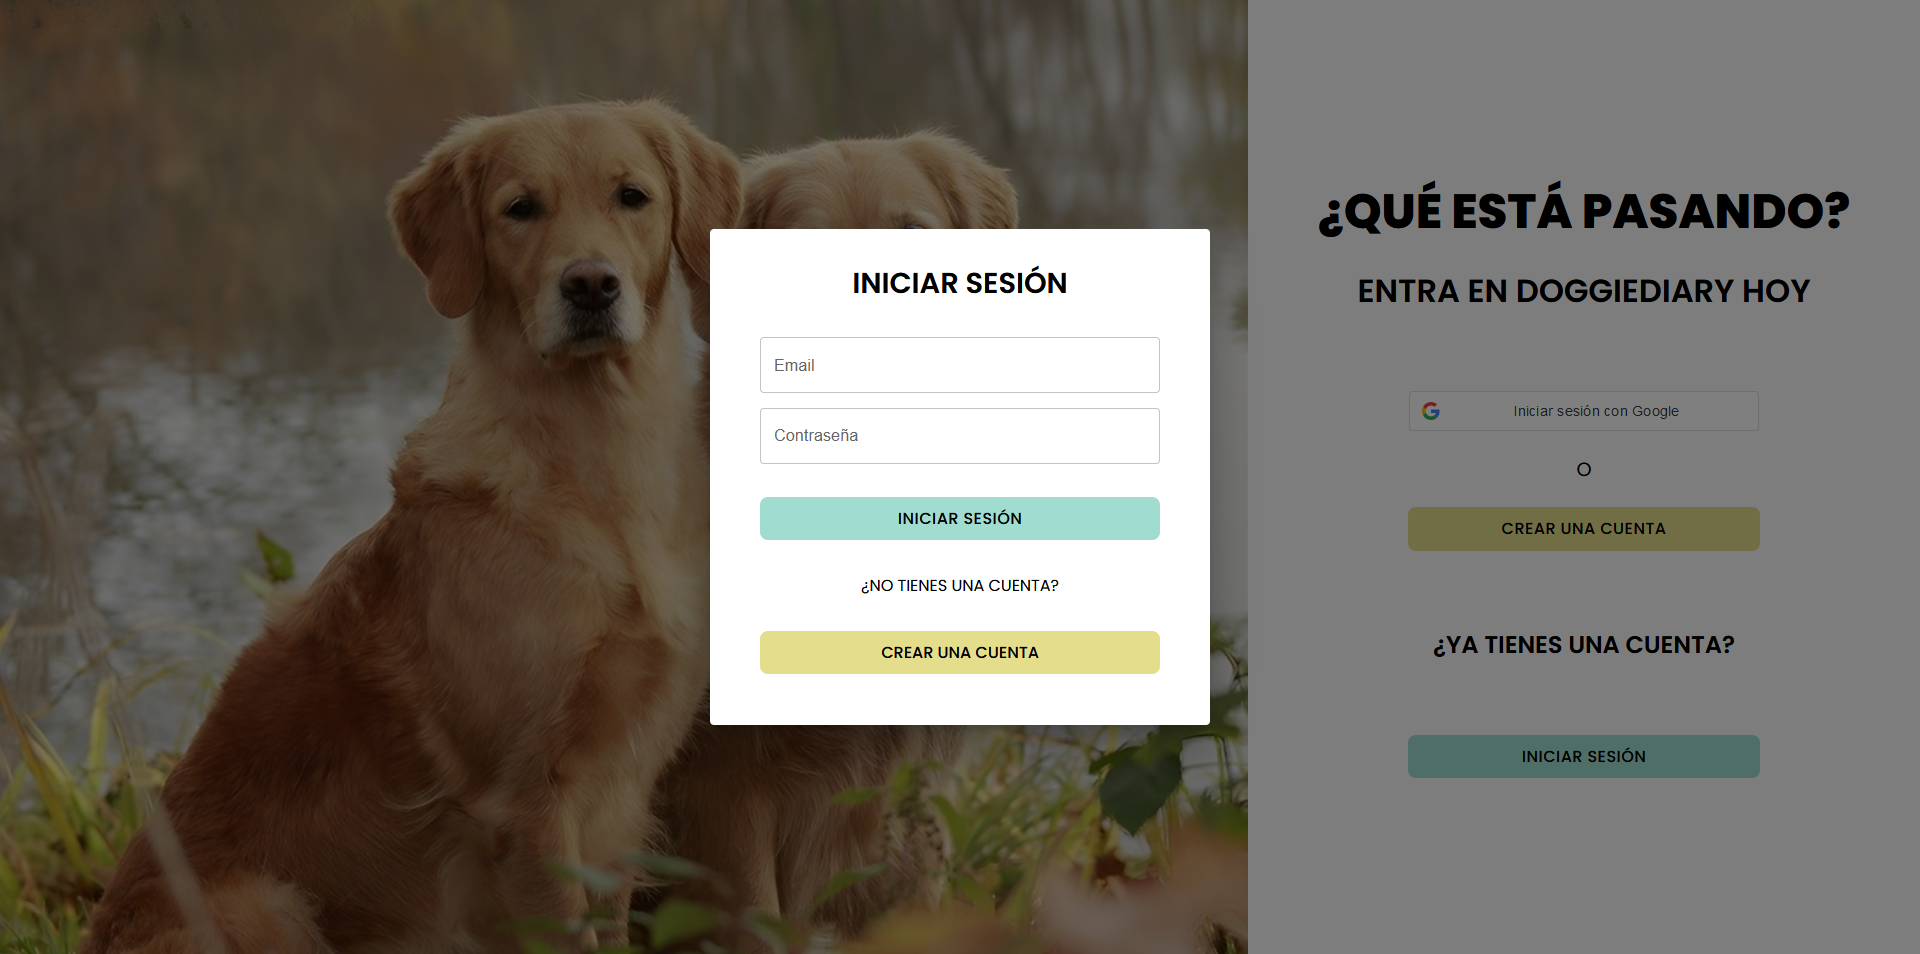 INICIAR SESIÓN
Email
Contraseña
INICIAR SESIÓN
¿NO TIENES UNA CUENTA?
CREAR UNA CUENTA
¿QUÉ ESTÁ PASANDO?
ENTRA EN DOGGIEDIARY HOY
Iniciar sesión con Google
O
CREAR UNA CUENTA
¿YA TIENES UNA CUENTA?
INICIAR SESIÓN